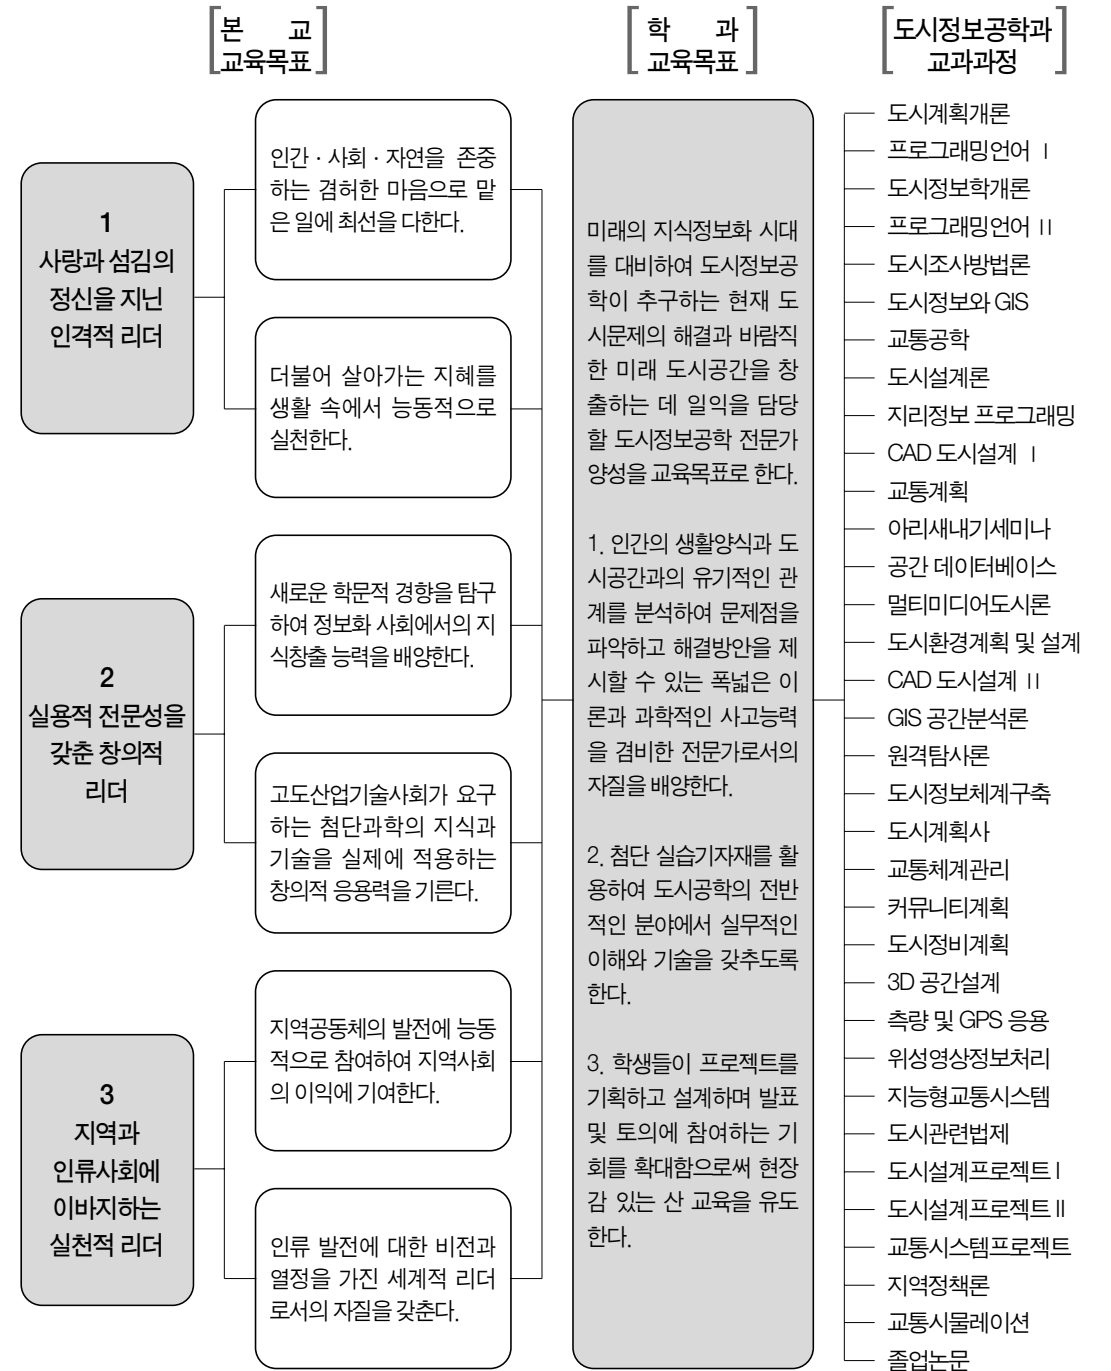 본 교
교육목표
학 과
교육목표
도시정보공학과
교과과정
1
사랑과 섬김의
정신을 지닌
인격적 리더
인간 · 사회 · 자연을 존중
하는 겸허한 마음으로 맡
은 일에 최선을 다한다.
더불어 살아가는 지혜를
생활 속에서 능동적으로
실천한다.
2
실용적 전문성을
갖춘 창의적
리더
새로운 학문적 경향을 탐구
하여 정보화 사회에서의 지
식창출 능력을 배양한다.
고도산업기술사회가 요구
하는 첨단과학의 지식과
기술을 실제에 적용하는
창의적 응용력을 기른다.
3
지역과
인류사회에
이바지하는
실천적 리더
지역공동체의 발전에 능동
적으로 참여하여 지역사회
의 이익에 기여한다.
인류 발전에 대한 비전과
열정을 가진 세계적 리더
로서의 자질을 갖춘다.
미래의 지식정보화 시대
를 대비하여 도시정보공
학이 추구하는 현재 도
시문제의 해결과 바람직
한 미래 도시공간을 창
출하는 데 일익을 담당
할 도시정보공학 전문가
양성을 교육목표로 한다.
1. 인간의 생활양식과 도
시공간과의 유기적인 관
계를 분석하여 문제점을
파악하고 해결방안을 제
시할 수 있는 폭넓은 이
론과 과학적인 사고능력
을 겸비한 전문가로서의
자질을 배양한다.
2. 첨단 실습기자재를 활
용하여 도시공학의 전반
적인 분야에서 실무적인
이해와 기술을 갖추도록
한다.
3. 학생들이 프로젝트를
기획하고 설계하며 발표
및 토의에 참여하는 기
회를 확대함으로써 현장
감 있는 산 교육을 유도
한다.
도시계획개론
프로그래밍언어 Ⅰ
도시정보학개론
프로그래밍언어 Ⅱ
도시조사방법론
도시정보와 GIS
교통공학
도시설계론
지리정보 프로그래밍
CAD 도시설계 Ⅰ
교통계획
아리새내기세미나
공간 데이터베이스
멀티미디어도시론
도시환경계획 및 설계
CAD 도시설계 Ⅱ
GIS 공간분석론
원격탐사론
도시정보체계구축
도시계획사
교통체계관리
커뮤니티계획
도시정비계획
3D 공간설계
측량 및 GPS 응용
위성영상정보처리
지능형교통시스템
도시관련법제
도시설계프로젝트Ⅰ
도시설계프로젝트Ⅱ
교통시스템프로젝트
지역정책론
교통시물레이션
졸업논문